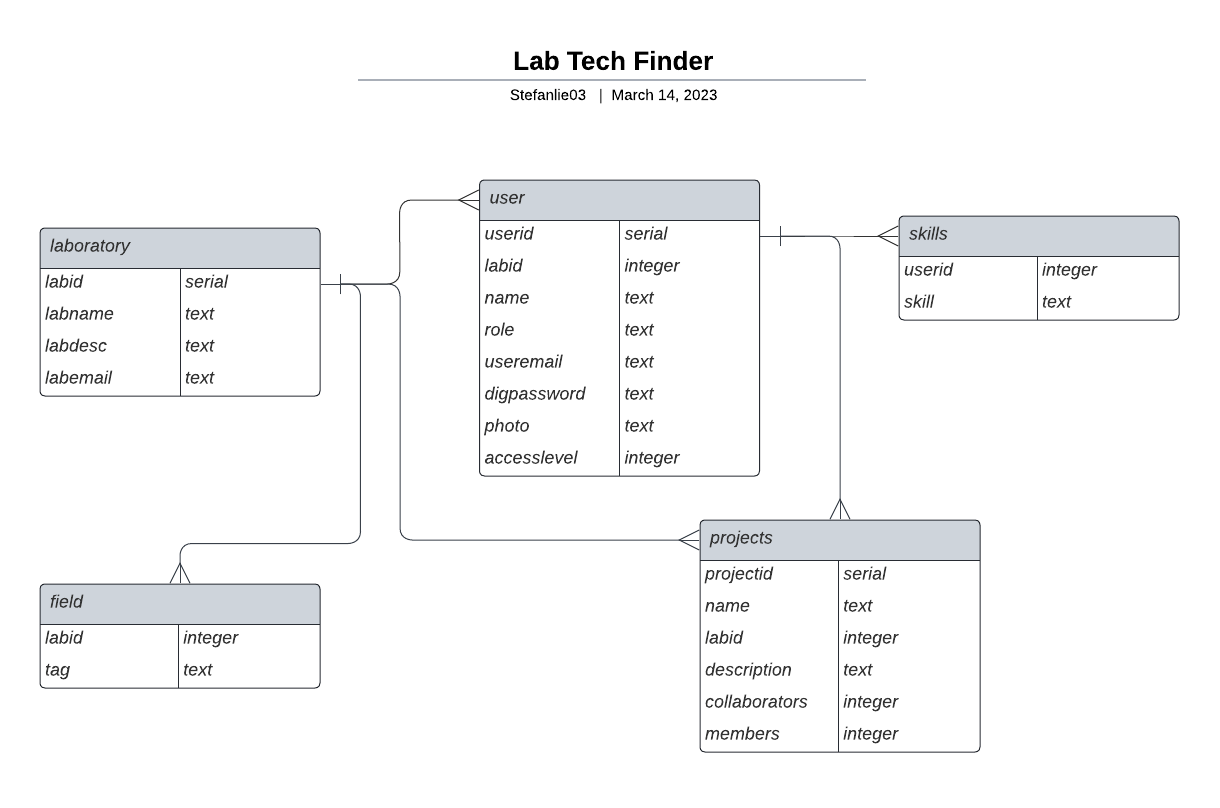 Lab Tech Finder
Stefanlie03 | March 14, 2023
laboratory
labid serial
labname text
labdesc text
labemail text
user
userid serial
labid integer
name text
role text
useremail text
digpassword text
photo text
accesslevel integer
skills
userid integer
skill text
field
labid integer
tag text
projects
projectid serial
name text
labid integer
description text
collaborators integer
members integer